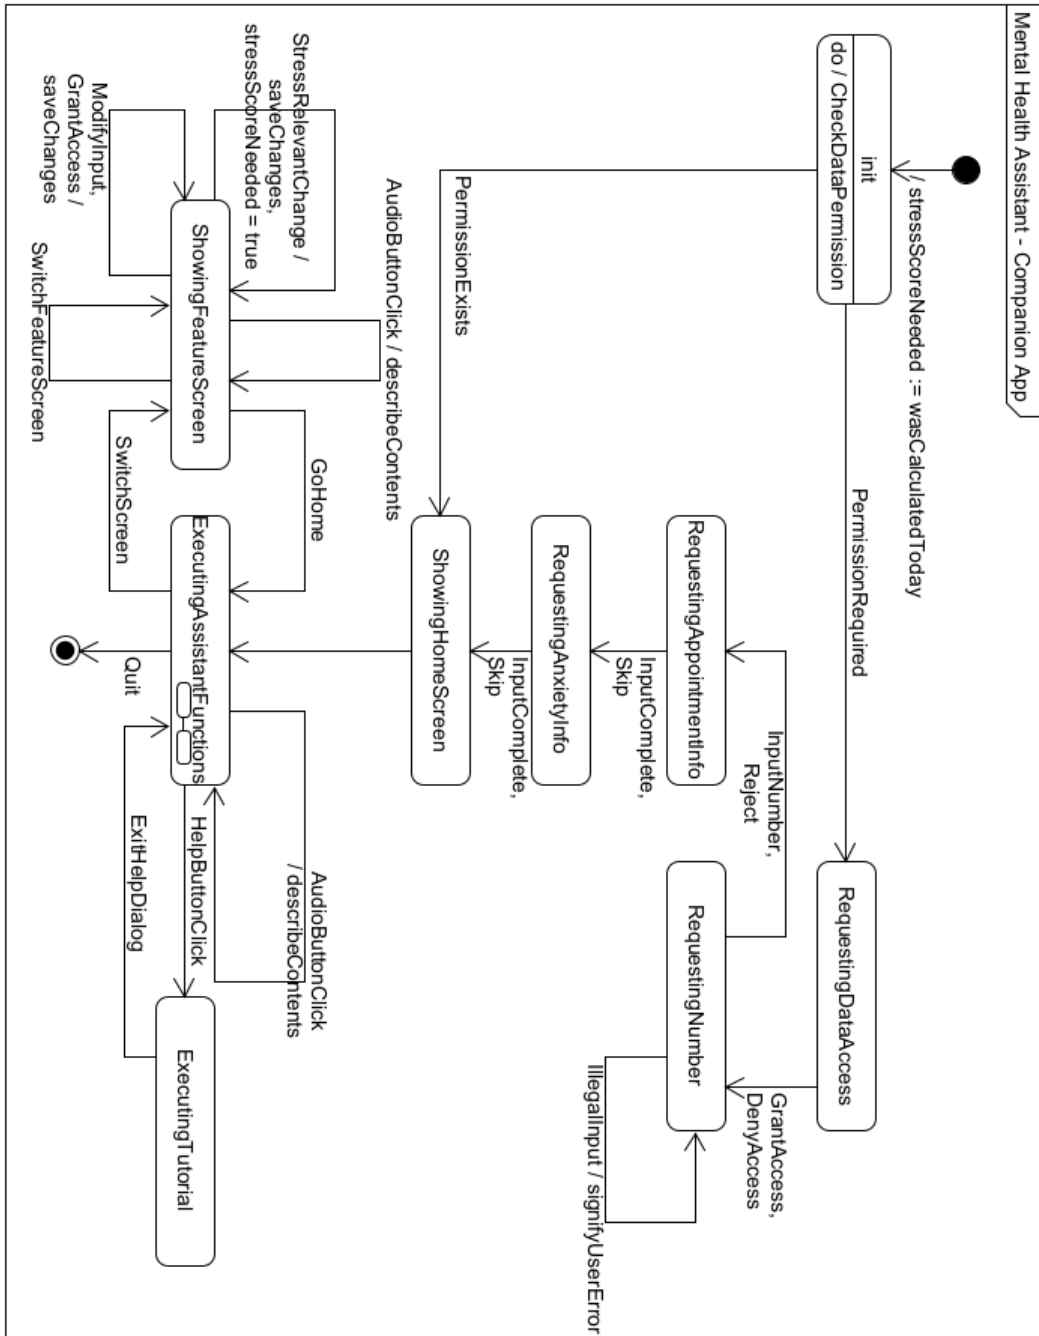 Mental Health Assistant - Companion App
/ stressScoreNeeded := wasCalculatedToday
init
do / CheckDataPermission
PermissionRequired
RequestingDataAccess
GrantAccess,
DenyAccess
PermissionExists
InputNumber,
Reject
RequestingNumber
IllegalInput / signifyUserError
RequestingAppointmentInfo
InputComplete,
Skip
RequestingAnxietyInfo
InputComplete,
Skip
ShowingHomeScreen
StressRelevantChange /
saveChanges,
stressScoreNeeded = true
AudioButtonClick / describeContents
ModifyInput,
GrantAccess /
saveChanges
ShowingFeatureScreen
SwitchFeatureScreen
GoHome
SwitchScreen
ExecutingAssistantFunctions
AudioButtonClick
/ describeContents
HelpButtonClick
ExitHelpDialog
Quit
ExecutingTutorial